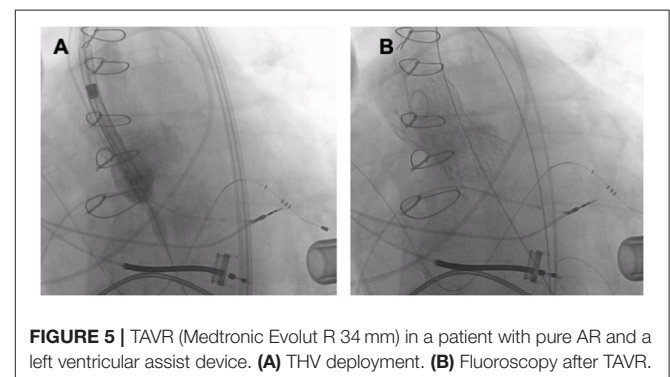 A
B
FIGURE 5 | TAVR (Medtronic Evolut R 34 mm) in a patient with pure AR and a
left ventricular assist device. (A) THV deployment. (B) Fluoroscopy after TAVR.